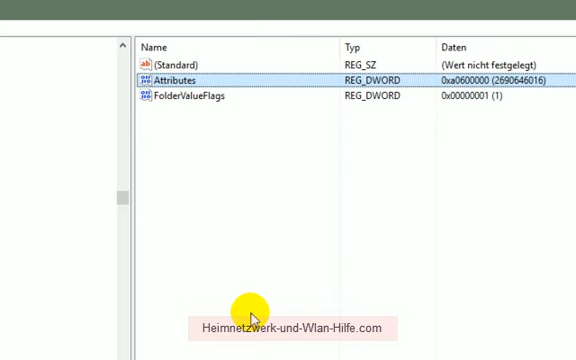 Name Typ Daten
(Standard) REG_SZ (Wert nicht festgelegt)
Attributes REG_DWORD 0xa0600000 (2690646016)
FolderValueFlags REG_DWORD 0x00000001 (1)
Heimnetzwerk-und-Wlan-Hilfe.com